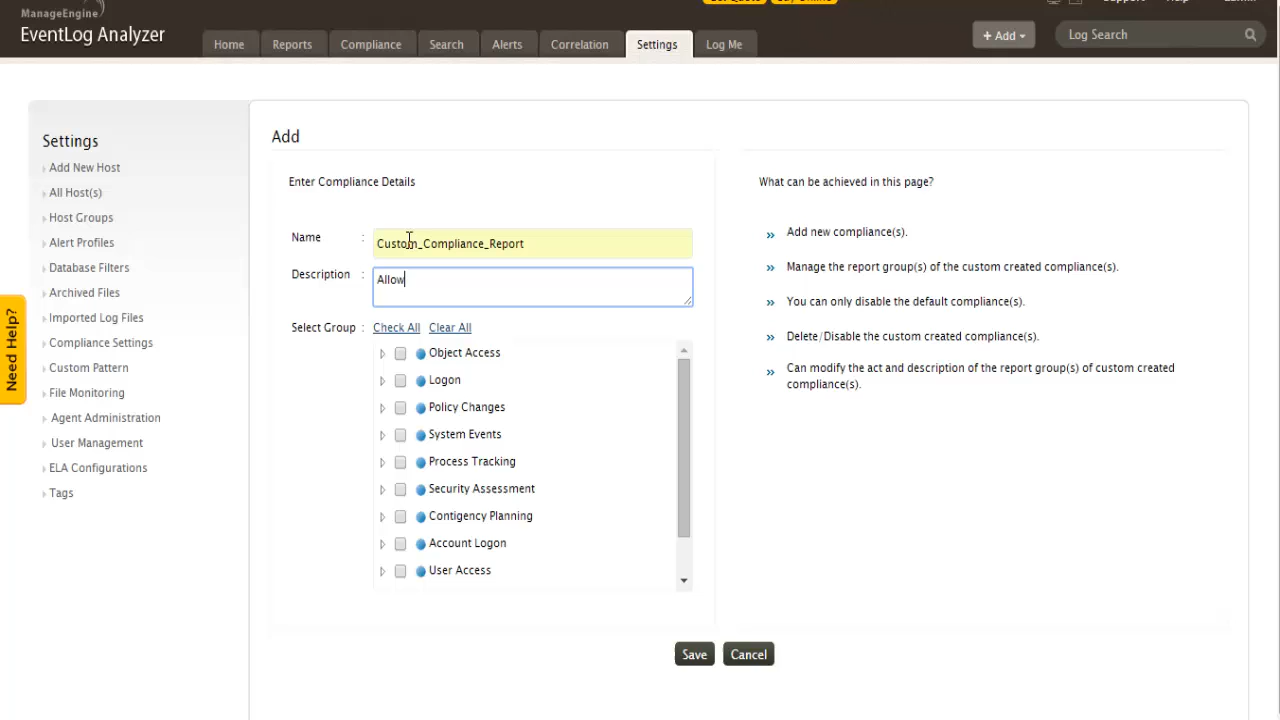 ManageEngine
EventLog Analyzer
Home
Reports
Compliance
Search
Alerts
Correlation
Settings
Log Me
+ Add
Log Search
Need Help?
Settings
Add New Host
All Host(s)
Host Groups
Alert Profiles
Database Filters
Archived Files
Imported Log Files
Compliance Settings
Custom Pattern
File Monitoring
Agent Administration
User Management
ELA Configurations
Tags
Add
Enter Compliance Details
Name : Custom_Compliance_Report
Description : Allow
Select Group : Check All Clear All
Object Access
Logon
Policy Changes
System Events
Process Tracking
Security Assessment
Contigency Planning
Account Logon
User Access
What can be achieved in this page?
» Add new compliance(s).
» Manage the report group(s) of the custom created compliance(s).
» You can only disable the default compliance(s).
» Delete/Disable the custom created compliance(s).
» Can modify the act and description of the report group(s) of custom created
compliance(s).
Save
Cancel